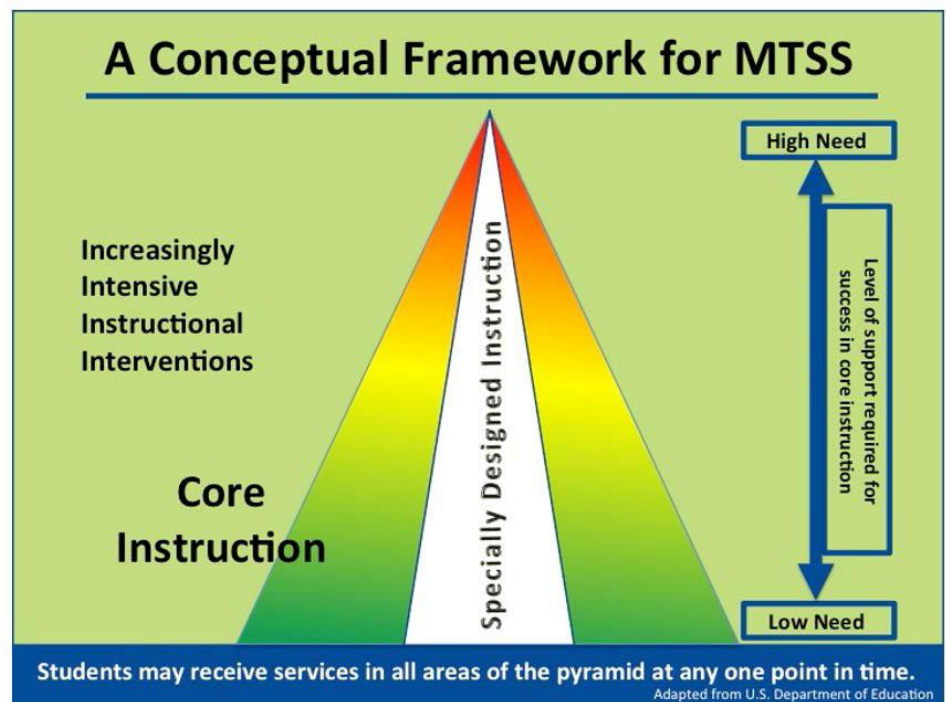 A Conceptual Framework for MTSS
High Need
Increasingly
Intensive
Instructional
Interventions
Core
Instruction
Specially Designed Instruction
Level of support required for
success in core instruction
Low Need
Students may receive services in all areas of the pyramid at any one point in time.
Adapted from U.S. Department of Education